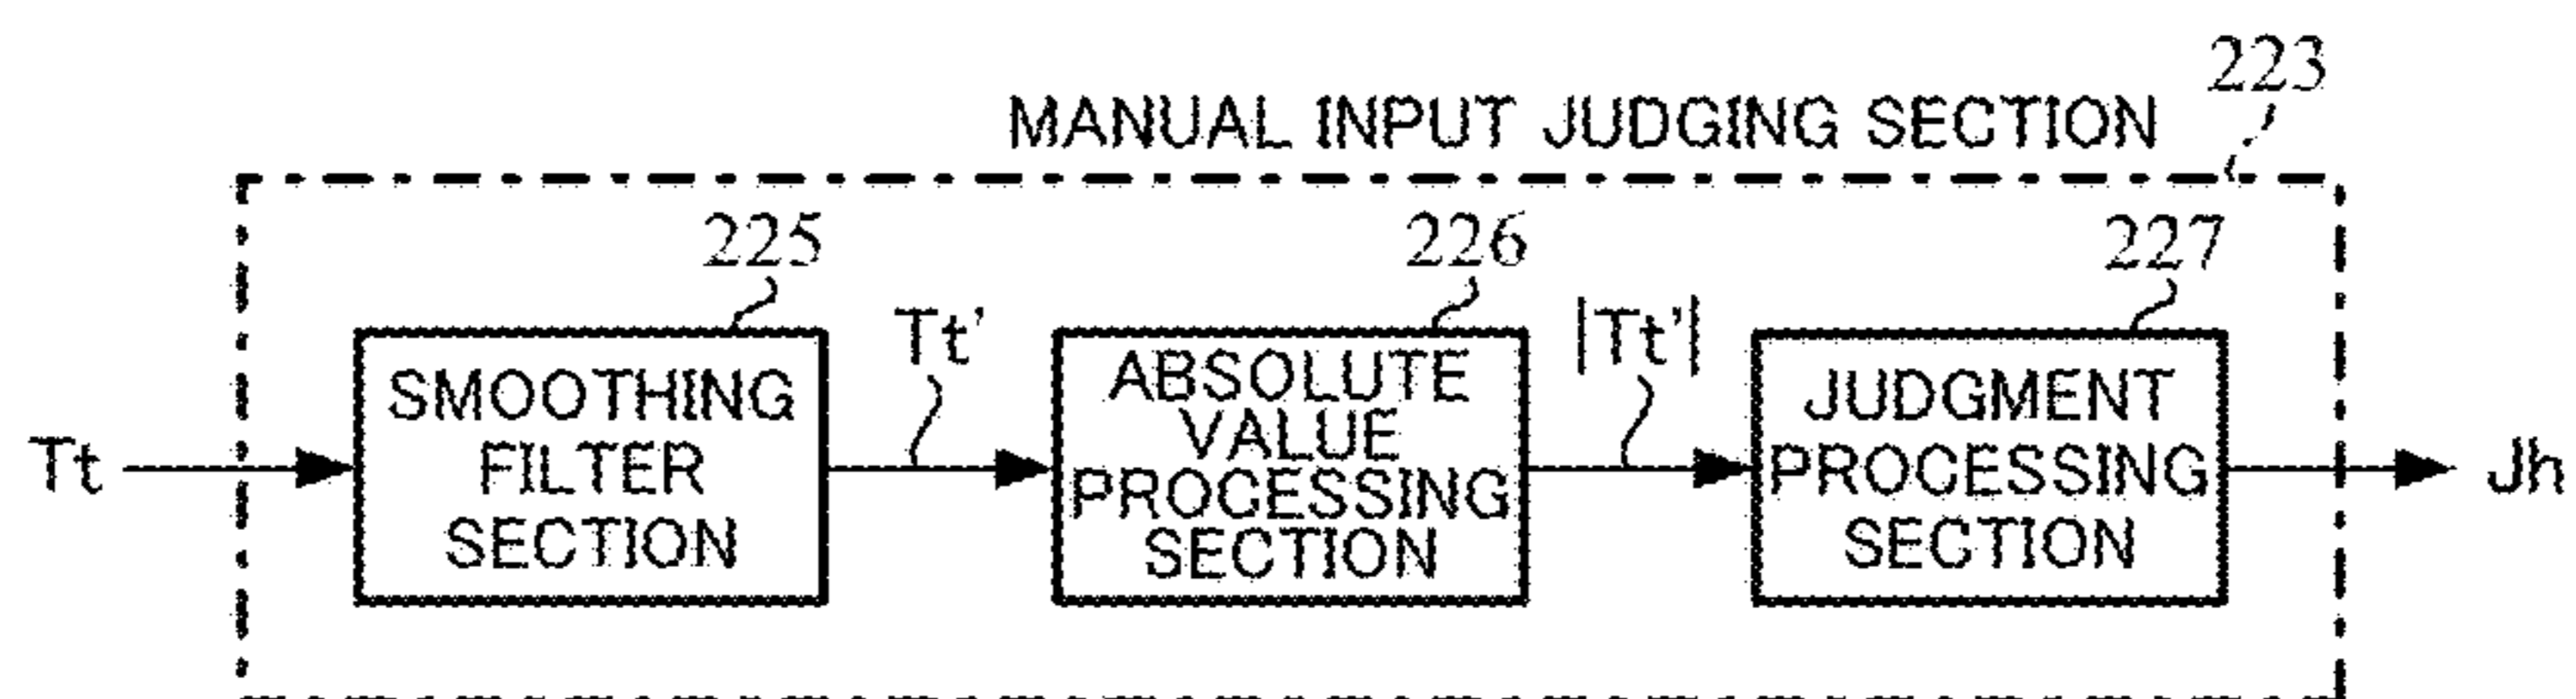 223
MANUAL INPUT JUDGING SECTION
225
226
227
Tt
SMOOTHING
FILTER
SECTION
Tt'
ABSOLUTE
VALUE
PROCESSING
SECTION
|Tt'|
JUDGMENT
PROCESSING
SECTION
Jh